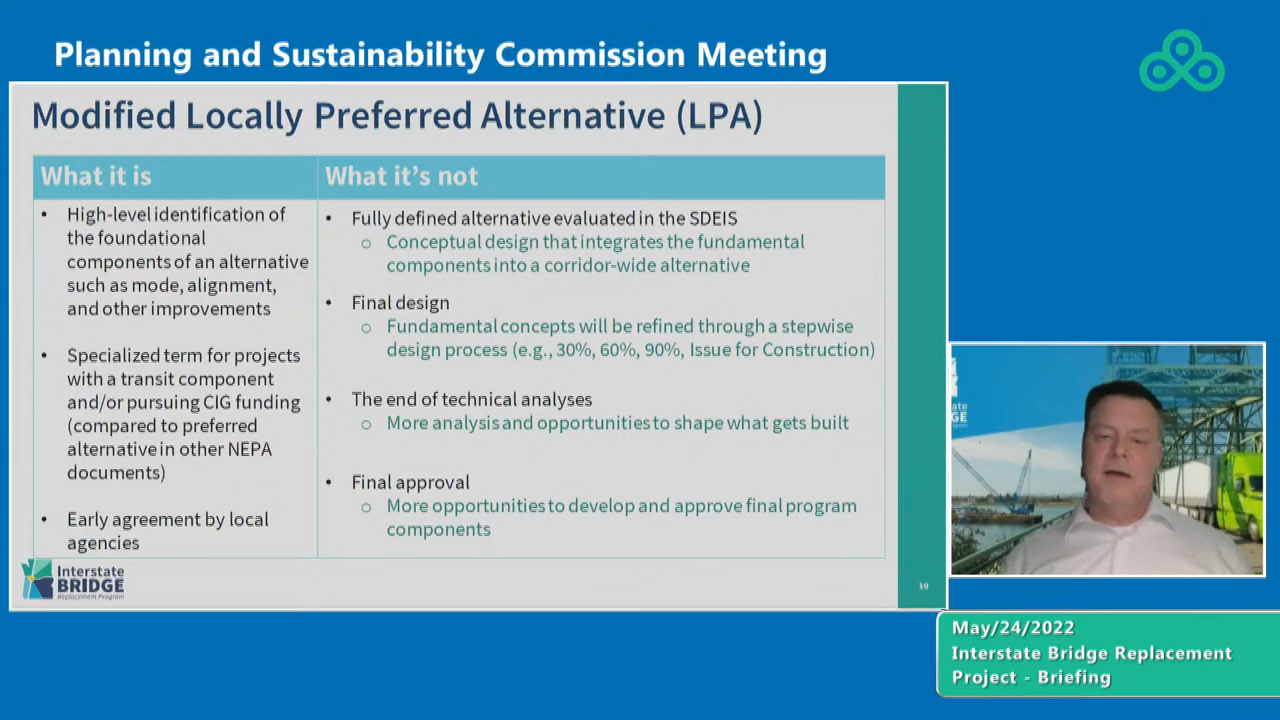 Planning and Sustainability Commission Meeting
Modified Locally Preferred Alternative (LPA)
What it is
• High-level identification of
the foundational
components of an alternative
such as mode, alignment,
and other improvements
• Specialized term for projects
with a transit component
and/or pursuing CIG funding
(compared to preferred
alternative in other NEPA
documents)
• Early agreement by local
agencies
What it's not
• Fully defined alternative evaluated in the SDEIS
o Conceptual design that integrates the fundamental
components into a corridor-wide alternative
• Final design
o Fundamental concepts will be refined through a stepwise
design process (e.g., 30%, 60%, 90%, Issue for Construction)
• The end of technical analyses
o More analysis and opportunities to shape what gets built
• Final approval
o More opportunities to develop and approve final program
components
Interstate
BRIDGE
Replacement Program
10
Interstate
BRIDGE
May/24/2022
Interstate Bridge Replacement
Project - Briefing